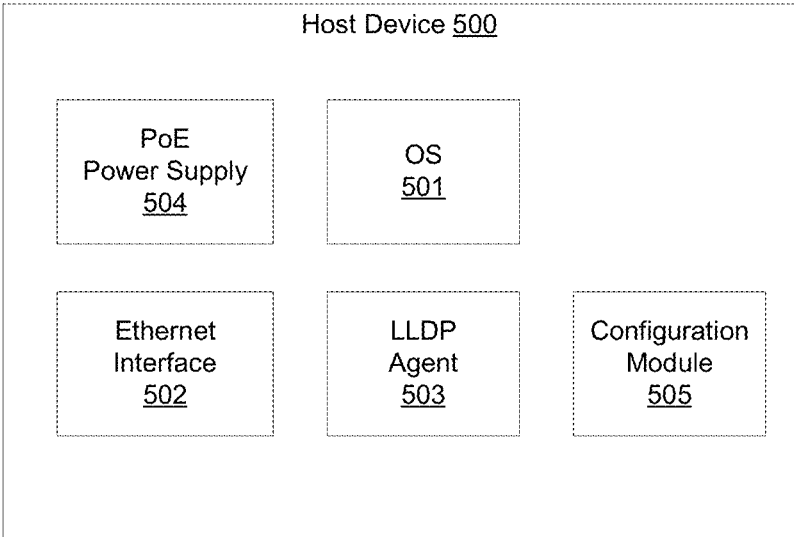 Host Device 500
PoE
Power Supply
504
OS
501
Ethernet
Interface
502
LLDP
Agent
503
Configuration
Module
505